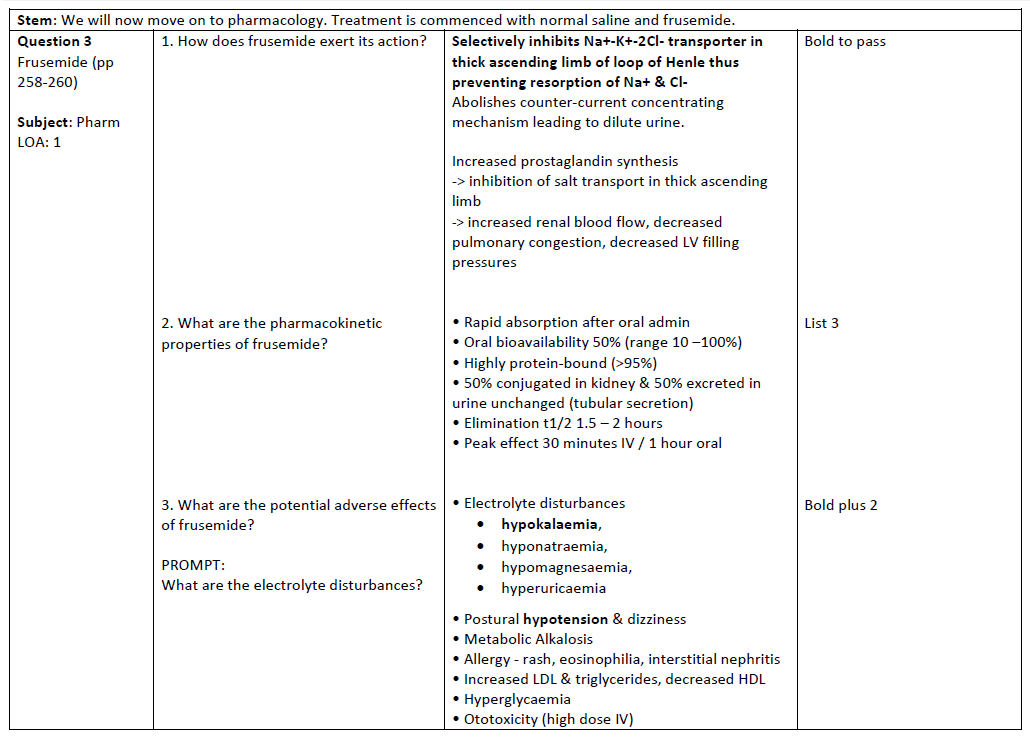 Stem: We will now move on to pharmacology. Treatment is commenced with normal saline and frusemide.
Question 3
Frusemide (pp
258-260)
Subject: Pharm
LOA: 1
1. How does frusemide exert its action?
Selectively inhibits Na+-K+-2Cl- transporter in
thick ascending limb of loop of Henle thus
preventing resorption of Na+ & Cl-
Abolishes counter-current concentrating
mechanism leading to dilute urine.
Increased prostaglandin synthesis
-> inhibition of salt transport in thick ascending
limb
-> increased renal blood flow, decreased
pulmonary congestion, decreased LV filling
pressures
Bold to pass
2. What are the pharmacokinetic
properties of frusemide?
• Rapid absorption after oral admin
• Oral bioavailability 50% (range 10 –100%)
• Highly protein-bound (>95%)
• 50% conjugated in kidney & 50% excreted in
urine unchanged (tubular secretion)
• Elimination t1/2 1.5 – 2 hours
• Peak effect 30 minutes IV / 1 hour oral
List 3
3. What are the potential adverse effects
of frusemide?
PROMPT:
What are the electrolyte disturbances?
• Electrolyte disturbances
• hypokalaemia,
• hyponatraemia,
• hypomagnesaemia,
• hyperuricaemia
• Postural hypotension & dizziness
• Metabolic Alkalosis
• Allergy - rash, eosinophilia, interstitial nephritis
• Increased LDL & triglycerides, decreased HDL
• Hyperglycaemia
• Ototoxicity (high dose IV)
Bold plus 2